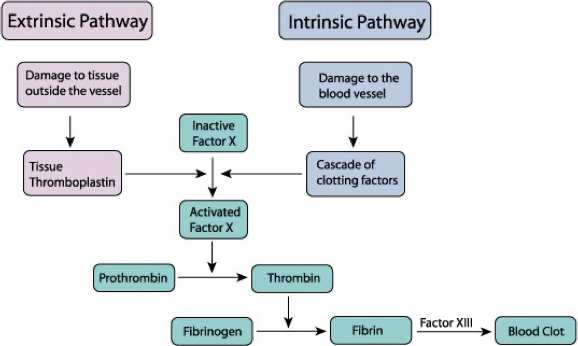 Extrinsic Pathway
Intrinsic Pathway
Damage to tissue
outside the vessel
Damage to the
blood vessel
Inactive
Factor X
Tissue
Thromboplastin
Cascade of
clotting factors
Activated
Factor X
Prothrombin
Thrombin
Fibrinogen
Fibrin
Factor XIII
Blood Clot